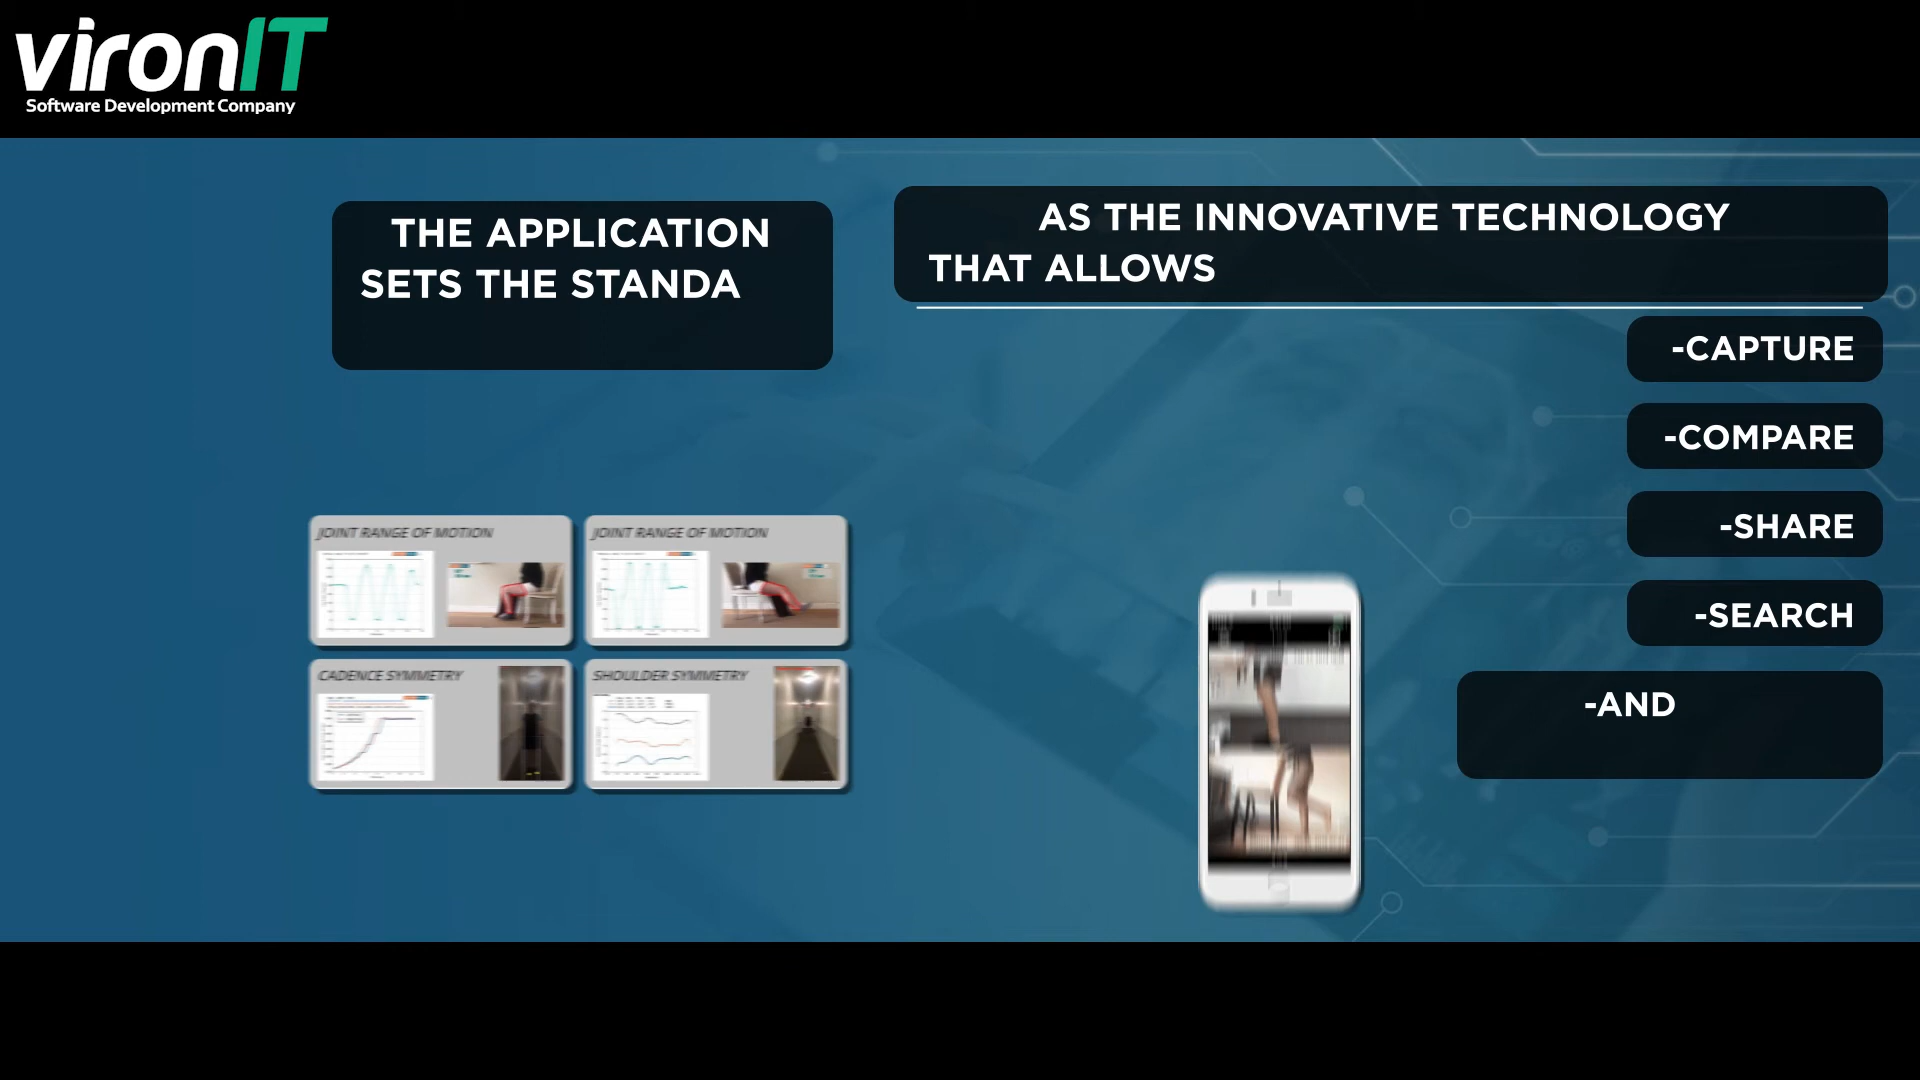 vironIT
Software Development Company
THE APPLICATION
SETS THE STANDA
AS THE INNOVATIVE TECHNOLOGY
THAT ALLOWS
-CAPTURE
-COMPARE
-SHARE
-SEARCH
-AND
JOINT RANGE OF MOTION
JOINT RANGE OF MOTION
CADENCE SYMMETRY
SHOULDER SYMMETRY